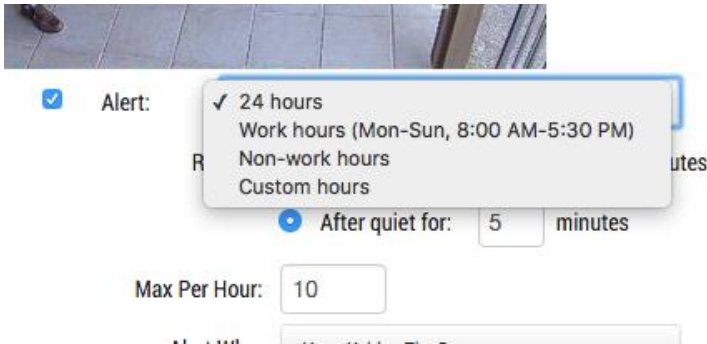 Alert:
✓ 24 hours
Work hours (Mon-Sun, 8:00 AM-5:30 PM)
Non-work hours
Custom hours
After quiet for: 5 minutes
Max Per Hour: 10